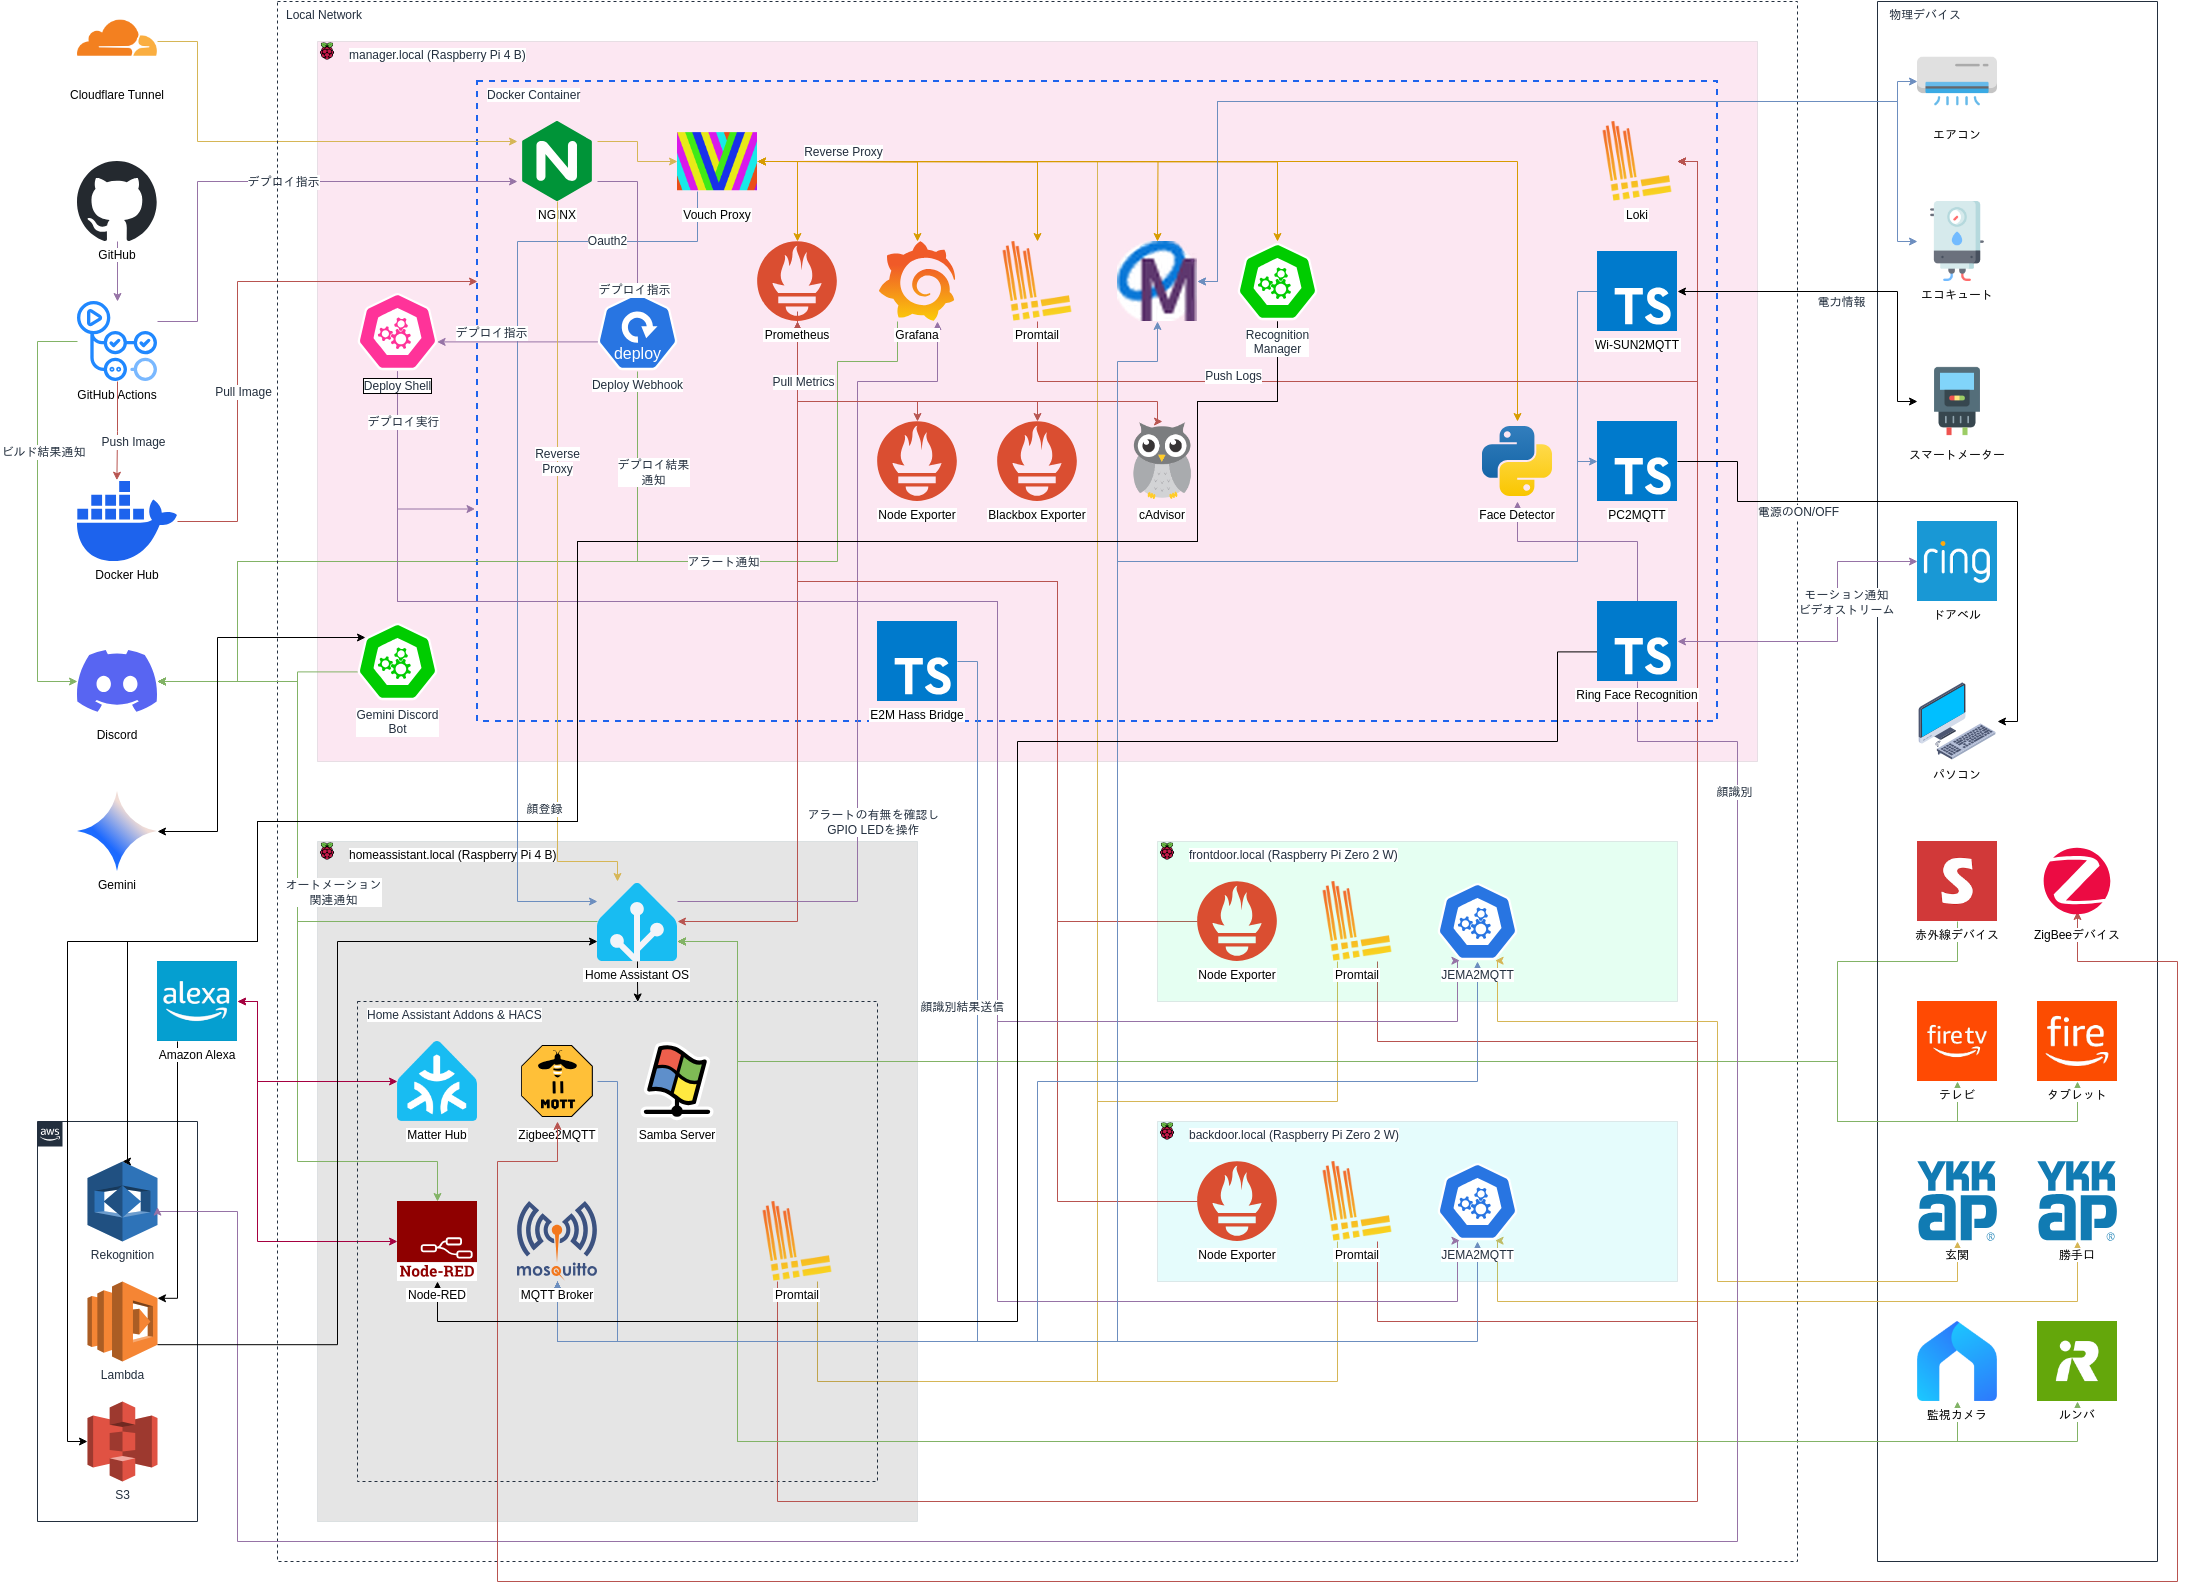 Local Network
物理デバイス
manager.local (Raspberry Pi 4 B)
Cloudflare Tunnel
Docker Container
エアコン
Reverse Proxy
デプロイ指示
GitHub
NGINX
Vouch Proxy
Loki
Oauth2
エコキュート
デプロイ指示
電力情報
デプロイ指示
deploy
Prometheus
Grafana
Promtail
M
Recognition
Manager
TS
Wi-SUN2MQTT
GitHub Actions
Pull Image
Deploy Shell
Deploy Webhook
Pull Metrics
Push Logs
デプロイ実行
Push Image
ビルド結果通知
Reverse
Proxy
デプロイ結果
通知
スマートメーター
TS
Node Exporter
Blackbox Exporter
cAdvisor
Face Detector
PC2MQTT
電源のON/OFF
ring
アラート通知
Docker Hub
モーション通知
ビデオストリーム
ドアベル
TS
TS
Gemini Discord
Bot
E2M Hass Bridge
Ring Face Recognition
Discord
パソコン
顔識別
顔登録
アラートの有無を確認し
GPIO LEDを操作
homeassistant.local (Raspberry Pi 4 B)
frontdoor.local (Raspberry Pi Zero 2 W)
Gemini
オートメーション
関連通知
赤外線デバイス
ZigBeeデバイス
Home Assistant OS
Node Exporter
Promtail
JEMA2MQTT
alexa
Amazon Alexa
顔識別結果送信
Home Assistant Addons & HACS
fire tv
fire
テレビ
タブレット
MQTT
Matter Hub
Zigbee2MQTT
Samba Server
aws
backdoor.local (Raspberry Pi Zero 2 W)
YKK
ap®
YKK
ap®
Rekognition
Node Exporter
Promtail
JEMA2MQTT
玄関
勝手口
Node-RED
mosquitto
Node-RED
MQTT Broker
Promtail
Lambda
R
監視カメラ
ルンバ
S3